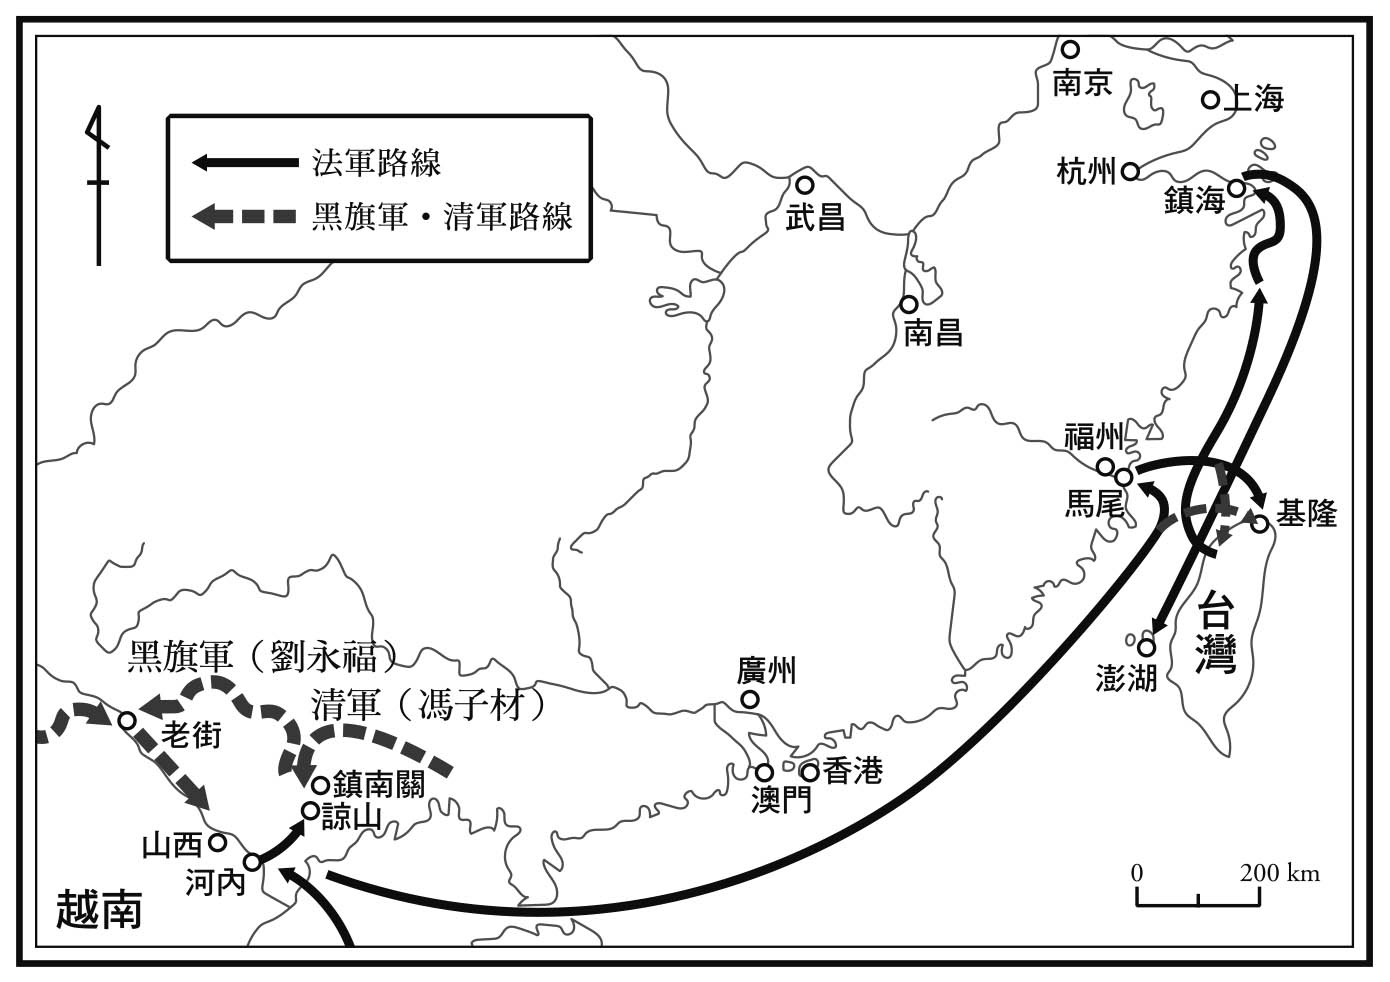 南京
上海
法軍路線
黑旗軍・清軍路線
杭州
鎮海
武昌
南昌
福州
馬尾
基隆
台灣
澎湖
黑旗軍（劉永福）
清軍（馮子材）
廣州
老街
鎮南關
香港
澳門
諒山
山西
河內
越南
0 200 km